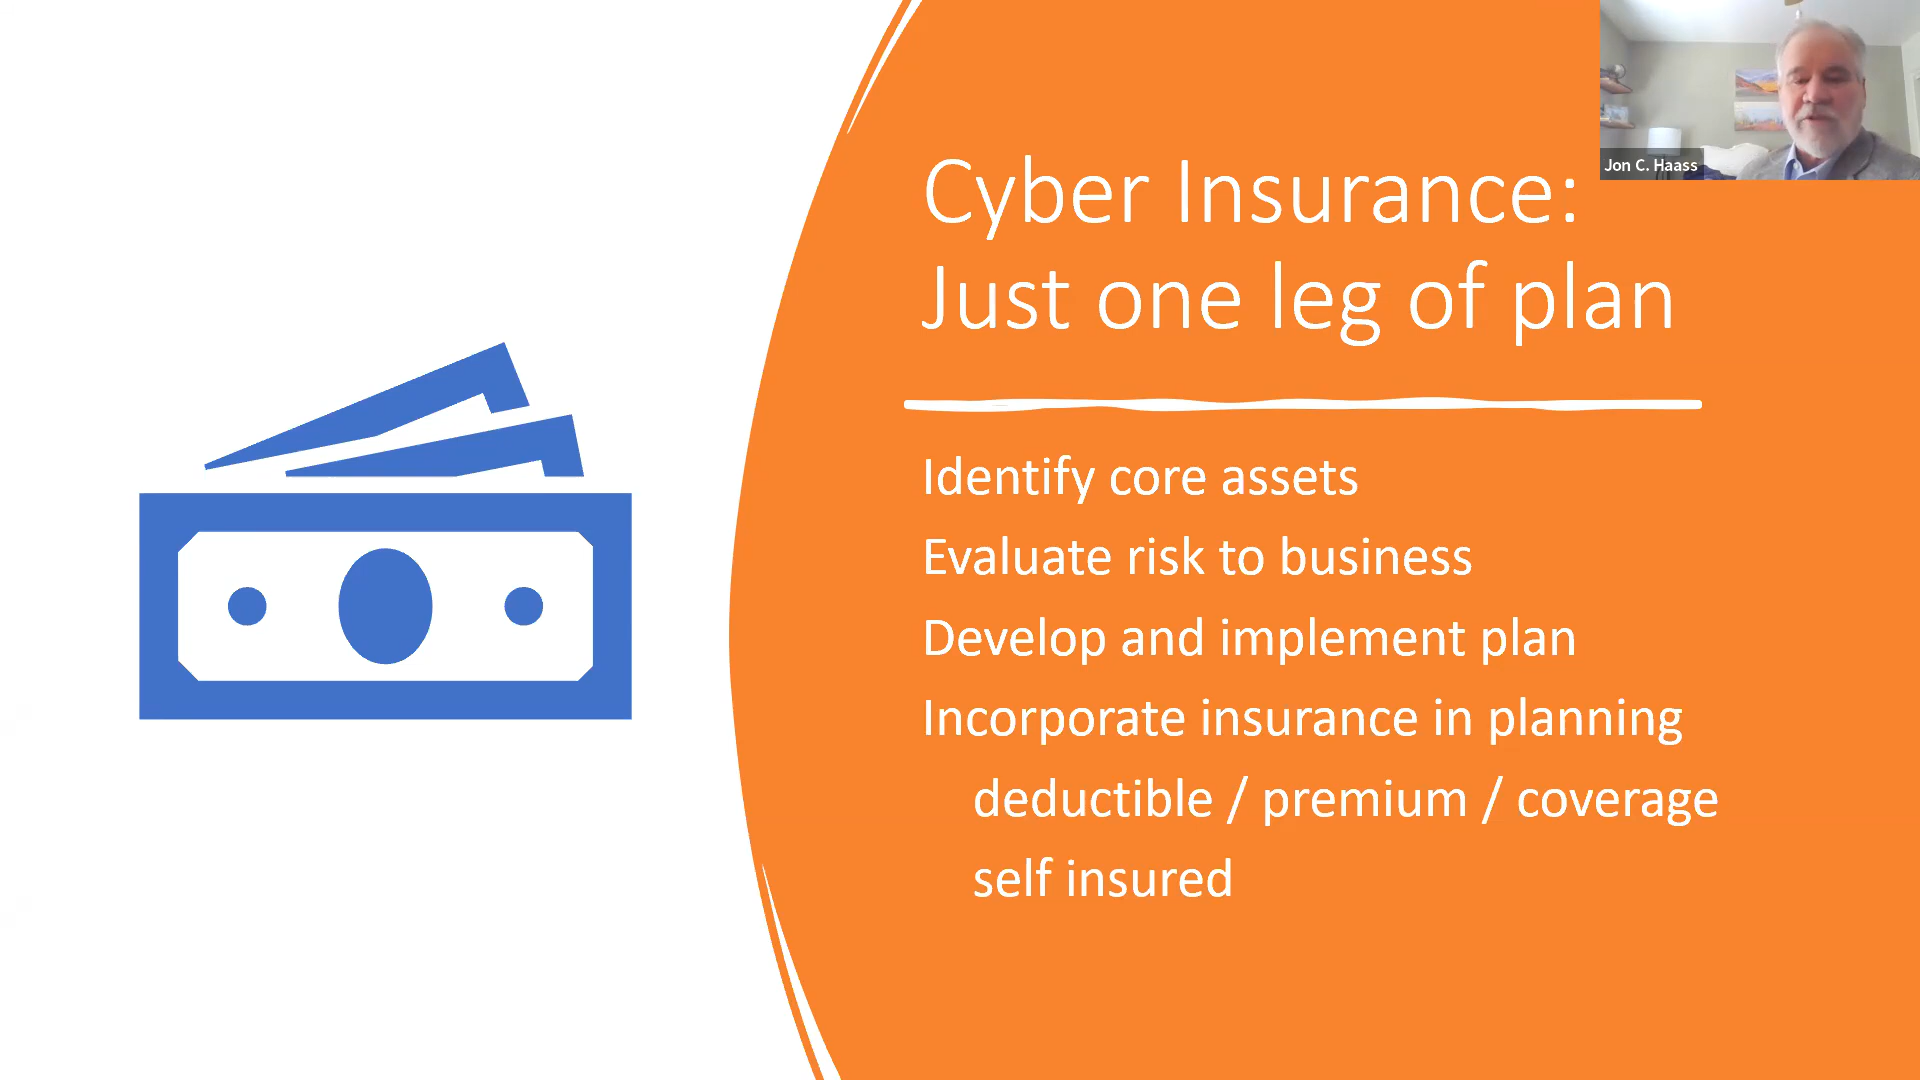 Cyber Insurance:
Just one leg of plan
Identify core assets
Evaluate risk to business
Develop and implement plan
Incorporate insurance in planning
deductible / premium / coverage
self insured
Jon C. Haass